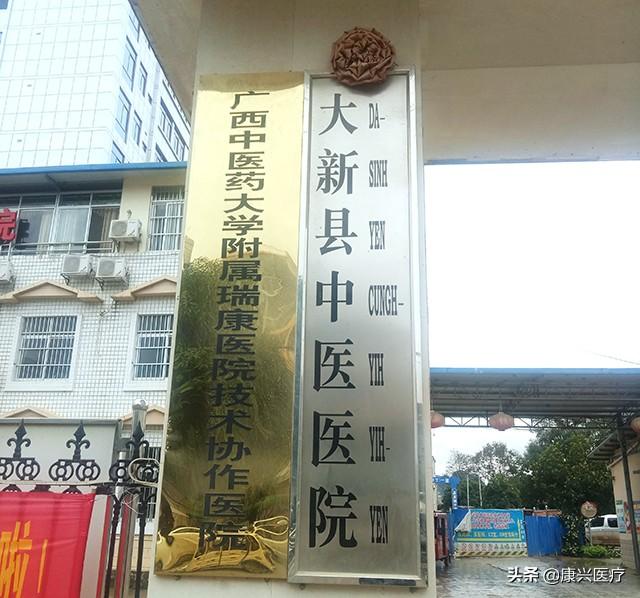 广西中医药大学附属瑞康医院技术协作医院
大新县中医医院
DA-
SINH
YEN
CUNGH-
YIH
YIH-
YEN
院
啦！
头条 @康兴医疗